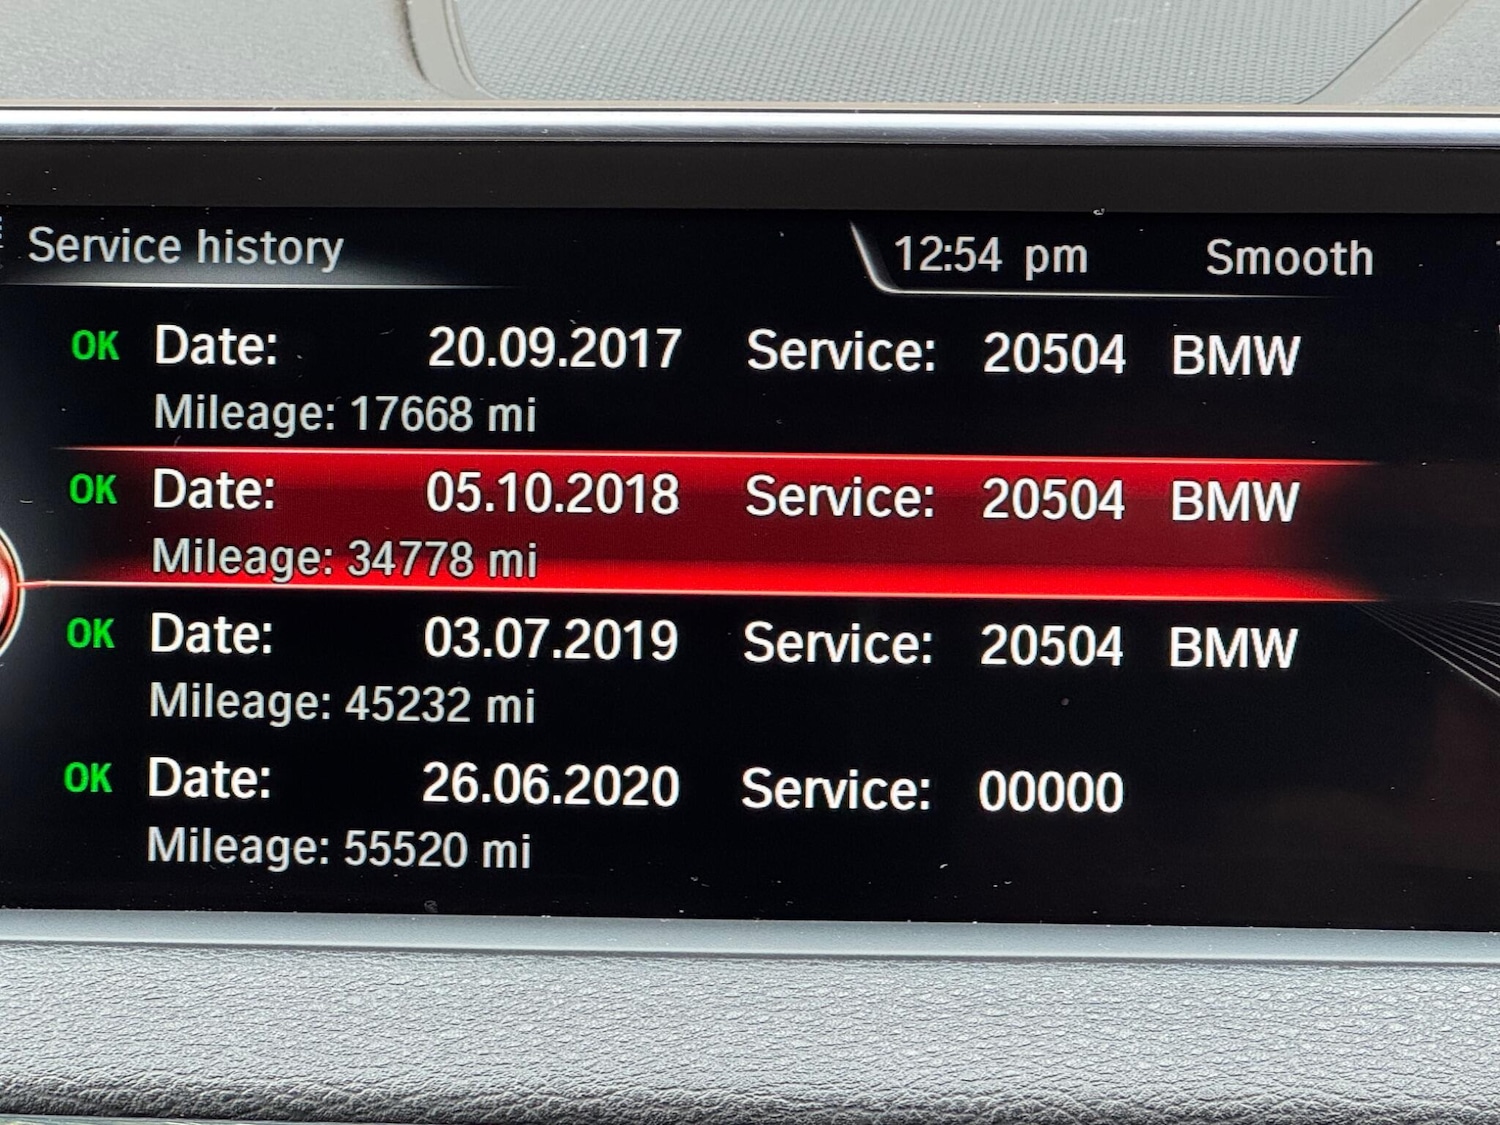 Service history 12:54 pm Smooth
OK Date: 20.09.2017 Service: 20504 BMW
Mileage: 17668 mi
OK Date: 05.10.2018 Service: 20504 BMW
Mileage: 34778 mi
OK Date: 03.07.2019 Service: 20504 BMW
Mileage: 45232 mi
OK Date: 26.06.2020 Service: 00000
Mileage: 55520 mi